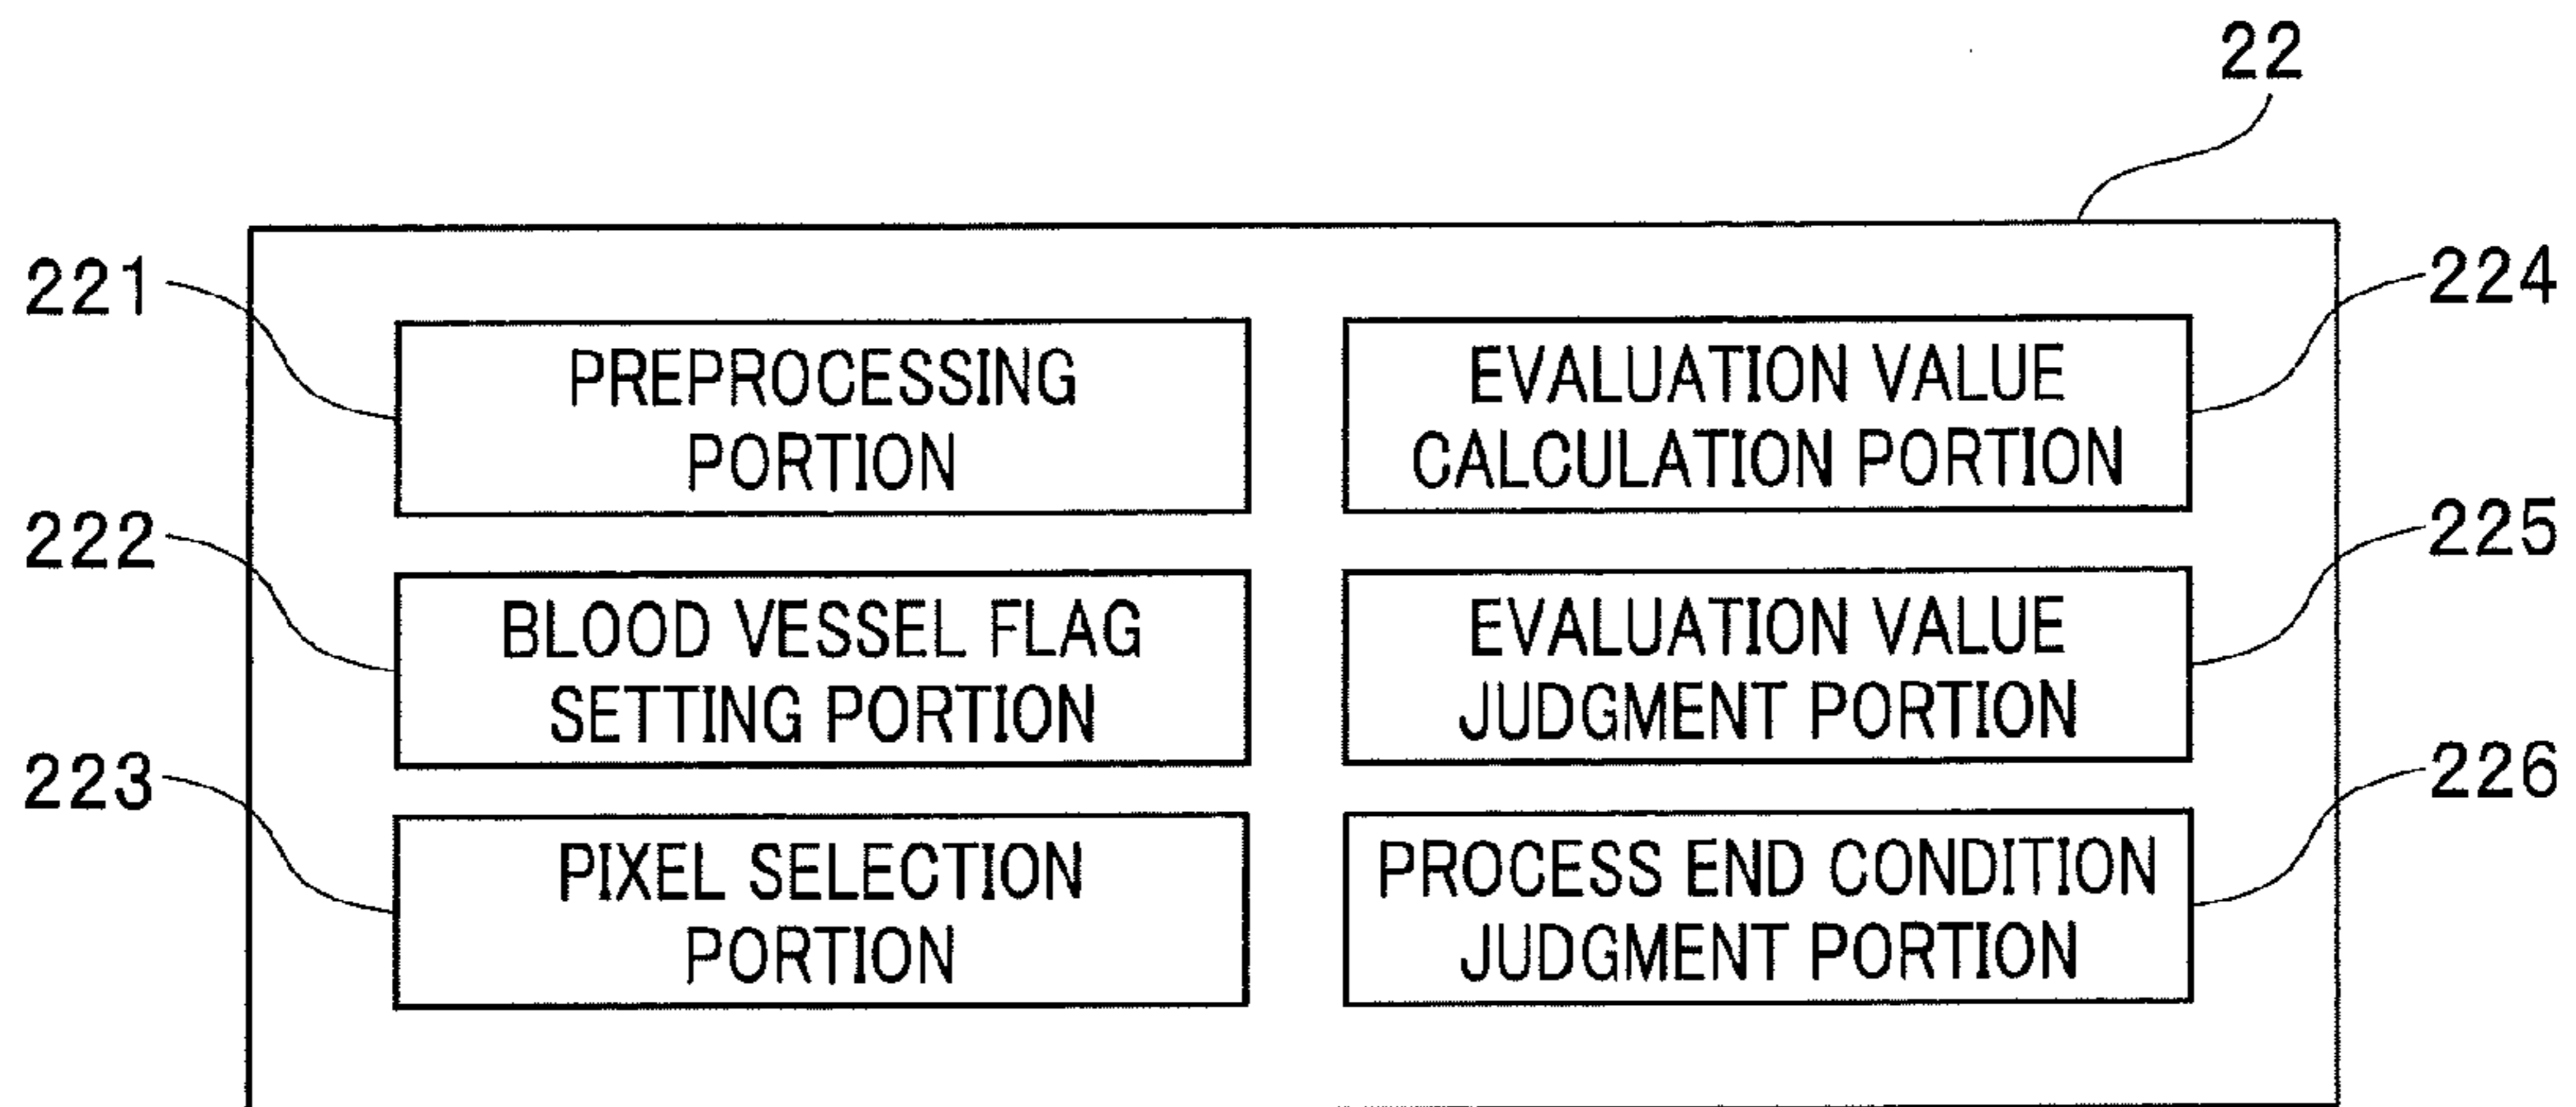 22
221
PREPROCESSING
PORTION
222
BLOOD VESSEL FLAG
SETTING PORTION
223
PIXEL SELECTION
PORTION
224
EVALUATION VALUE
CALCULATION PORTION
225
EVALUATION VALUE
JUDGMENT PORTION
226
PROCESS END CONDITION
JUDGMENT PORTION